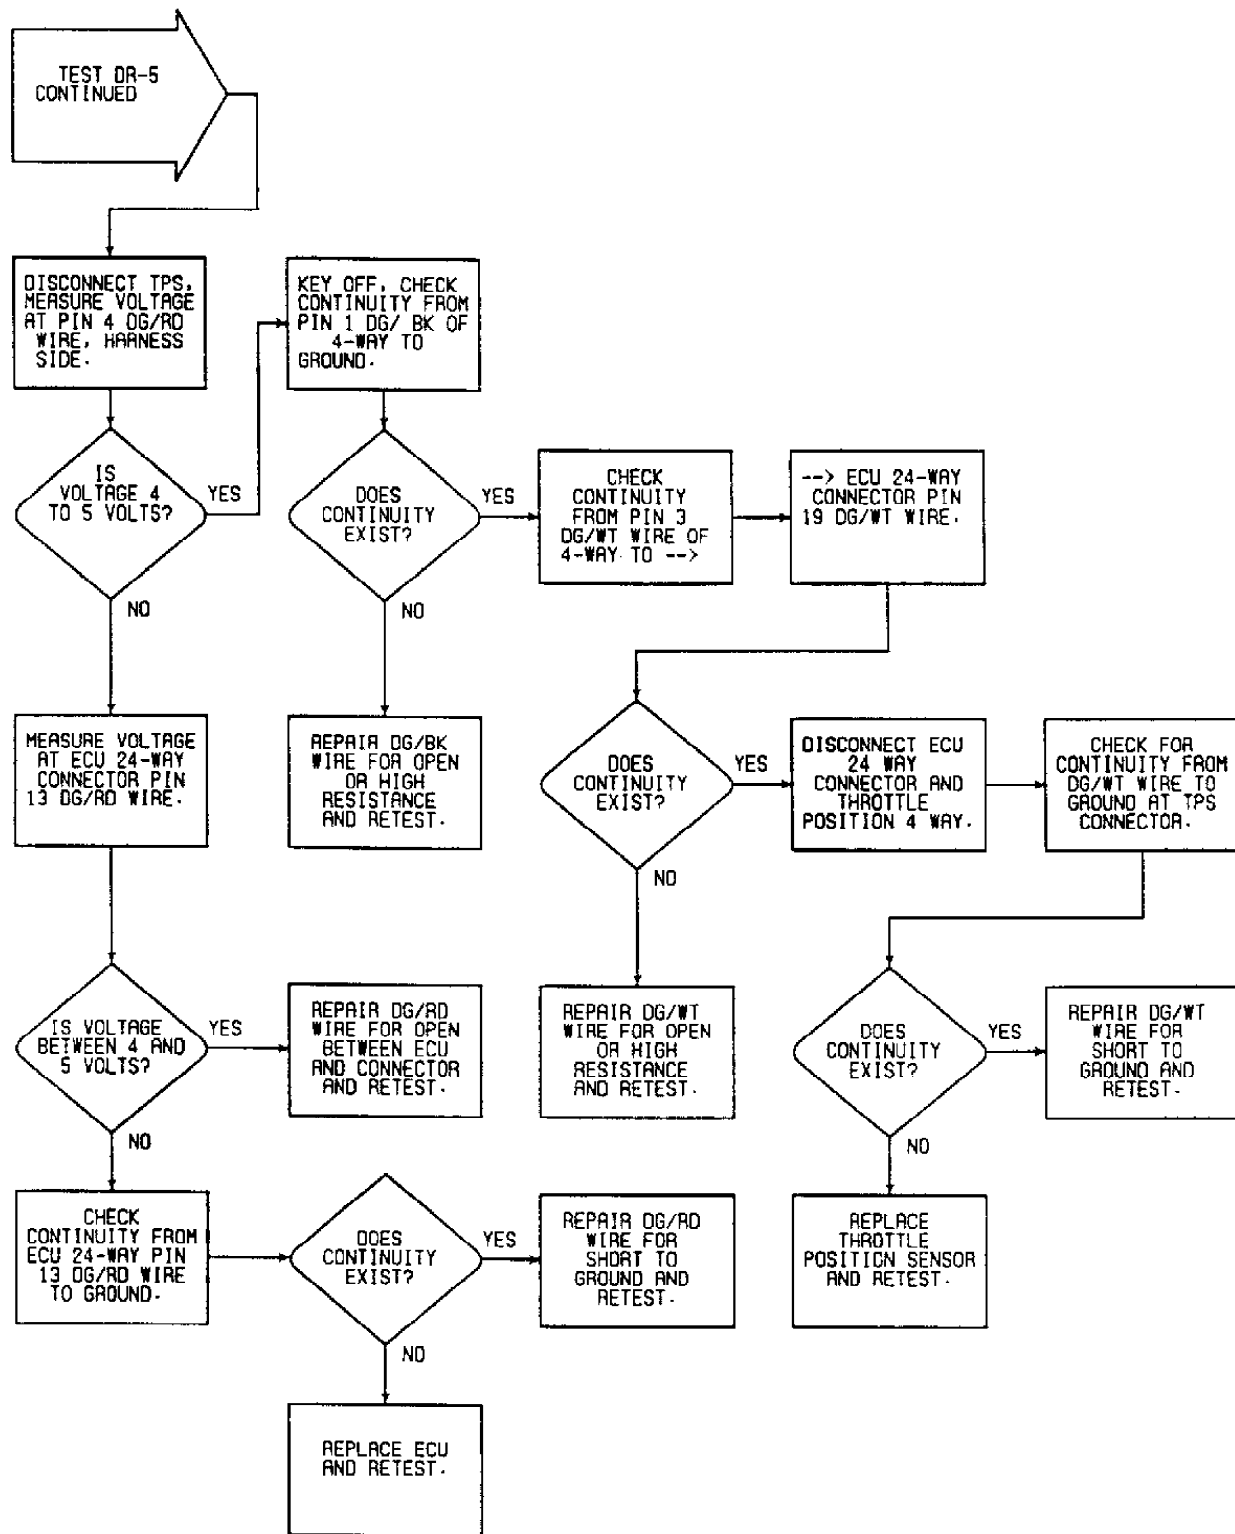 TEST DR-5
CONTINUED
DISCONNECT TPS,
MEASURE VOLTAGE
AT PIN 4 DG/RD
WIRE, HARNESS
SIDE.
KEY OFF, CHECK
CONTINUITY FROM
PIN 1 DG/ BK OF
4-WAY TO
GROUND.
IS
VOLTAGE 4
TO 5 VOLTS?
YES
NO
DOES
CONTINUITY
EXIST?
YES
NO
CHECK
CONTINUITY
FROM PIN 3
DG/WT WIRE OF
4-WAY TO -->
--> ECU 24-WAY
CONNECTOR PIN
19 DG/WT WIRE.
MEASURE VOLTAGE
AT ECU 24-WAY
CONNECTOR PIN
13 DG/RD WIRE.
REPAIR DG/BK
WIRE FOR OPEN
OR HIGH
RESISTANCE
AND RETEST.
DOES
CONTINUITY
EXIST?
YES
NO
DISCONNECT ECU
24 WAY
CONNECTOR AND
THROTTLE
POSITION 4 WAY.
CHECK FOR
CONTINUITY FROM
DG/WT WIRE TO
GROUND AT TPS
CONNECTOR.
IS VOLTAGE
BETWEEN 4 AND
5 VOLTS?
YES
NO
REPAIR DG/RD
WIRE FOR OPEN
BETWEEN ECU
AND CONNECTOR
AND RETEST.
REPAIR DG/WT
WIRE FOR OPEN
OR HIGH
RESISTANCE
AND RETEST.
DOES
CONTINUITY
EXIST?
YES
NO
REPAIR DG/WT
WIRE FOR
SHORT TO
GROUND AND
RETEST.
CHECK
CONTINUITY FROM
ECU 24-WAY PIN
13 DG/RD WIRE
TO GROUND.
DOES
CONTINUITY
EXIST?
YES
NO
REPAIR DG/RD
WIRE FOR
SHORT TO
GROUND AND
RETEST.
REPLACE
THROTTLE
POSITION SENSOR
AND RETEST.
REPLACE ECU
AND RETEST.